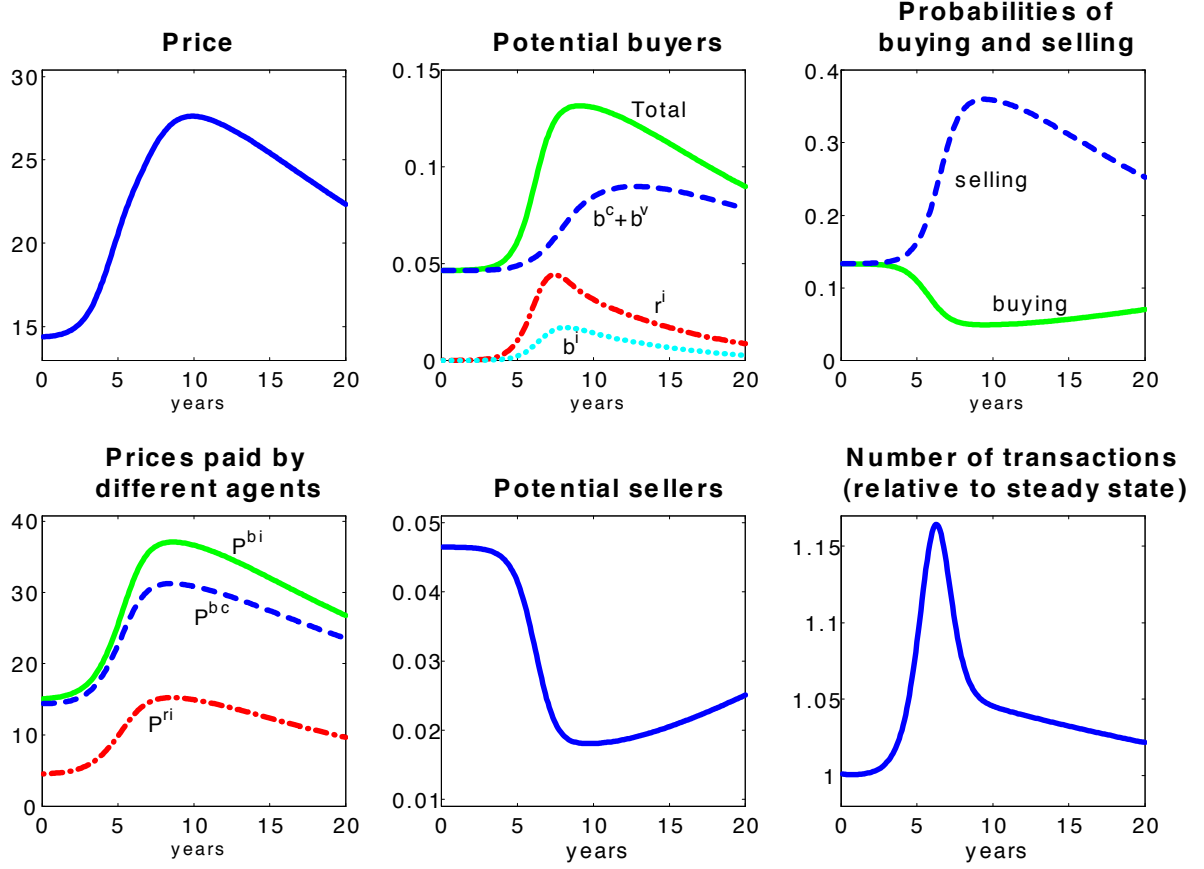 Price
30
25
20
15
0 5 10 15 20
years
Potential buyers
0.15
0.1
0.05
0
Total
b^c+b^v
r^i
b^i
0 5 10 15 20
years
Probabilities of
buying and selling
0.4
0.3
0.2
0.1
0
selling
buying
0 5 10 15 20
years
Prices paid by
different agents
40
30
20
10
0
P^bi
P^bc
P^ri
0 5 10 15 20
years
Potential sellers
0.05
0.04
0.03
0.02
0.01
0 5 10 15 20
years
Number of transactions
(relative to steady state)
1.15
1.1
1.05
1
0 5 10 15 20
years